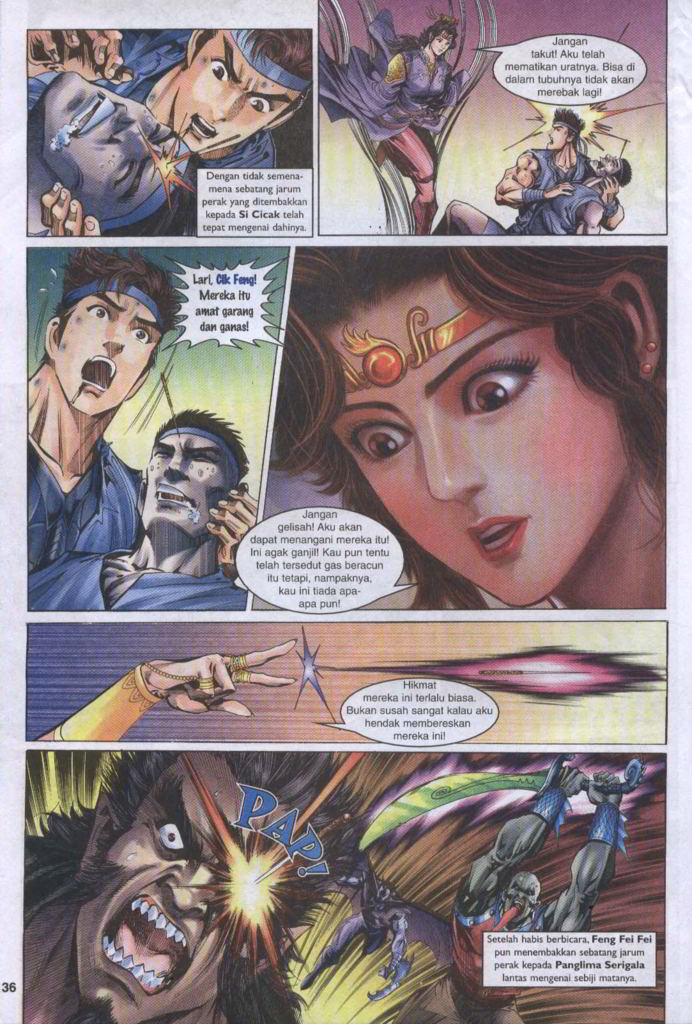 Dengan tidak semena-
mena sebatang jarum
perak yang ditembakkan
kepada Si Cicak telah
tepat mengenai dahinya.
Jangan
takut! Aku telah
mematikan uratnya. Bisa di
dalam tubuhnya tidak akan
merebak lagi!
Lari, Cik Feng!
Mereka itu
amat garang
dan ganas!
Jangan
gelisah! Aku akan
dapat menangani mereka itu!
Ini agak ganjil! Kau pun tentu
telah tersedut gas beracun
itu tetapi, nampaknya,
kau ini tiada apa-
apa pun!
Hikmat
mereka ini terlalu biasa.
Bukan susah sangat kalau aku
hendak membereskan
mereka ini!
PAP!
Setelah habis berbicara, Feng Fei Fei
pun menembakkan sebatang jarum
perak kepada Panglima Serigala
lantas mengenai sebiji matanya.
36